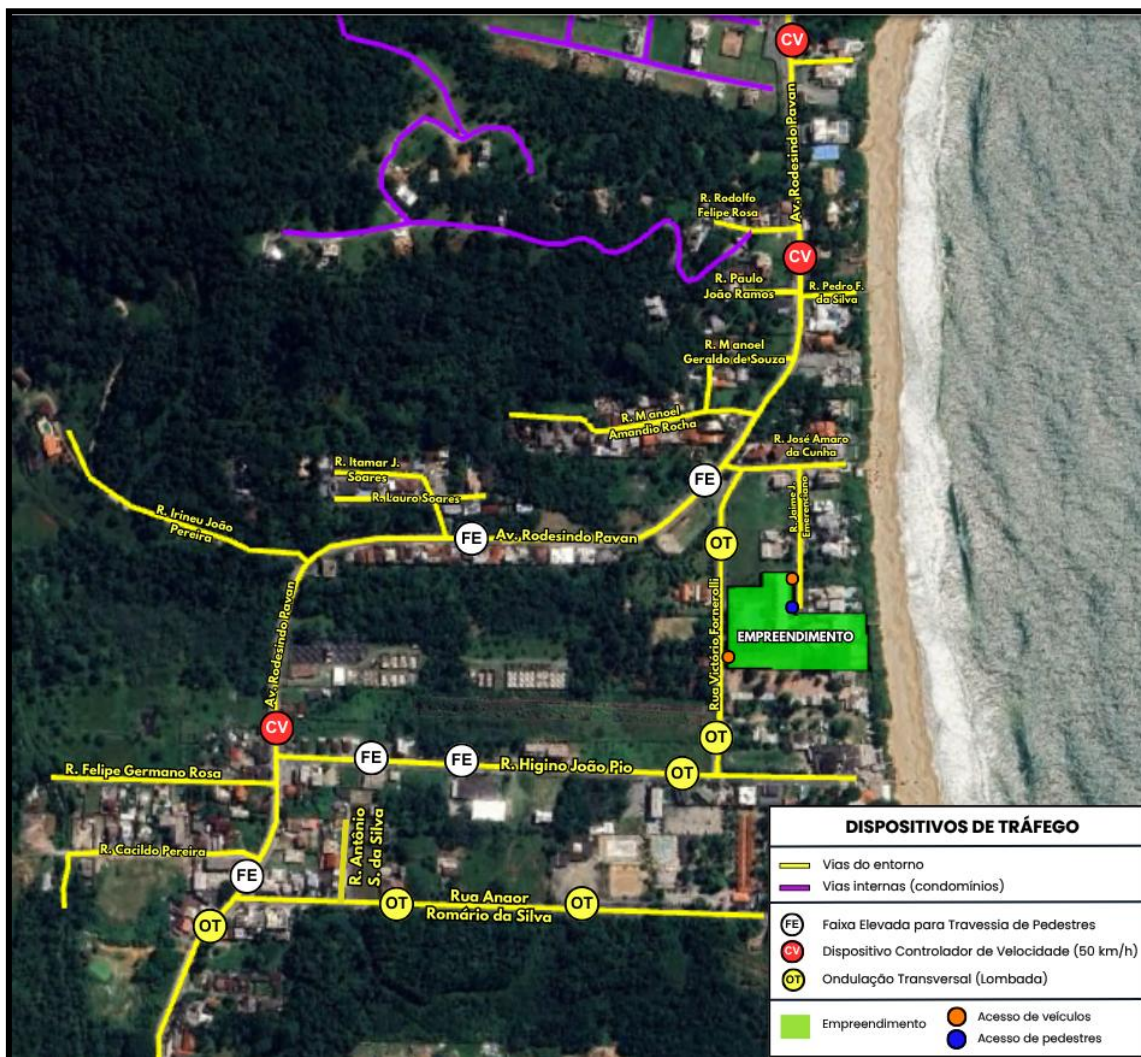 CV
Av. Rodesindo Pavan
R. Rodolfo
Felipe Rosa
CV
R. Paulo
João Ramos
R. Pedro F.
da Silva
R. Manoel
Geraldo de Souza
R. Manoel
Amandio Rocha
R. José Amaro
da Cunha
R. Itamar J.
Soares
R. Lauro Soares
FE
R. Jaime J.
Emerenciano
R. Irineu João
Pereira
FE
Av. Rodesindo Pavan
OT
Av. Rodesindo Pavan
Rua Victório Fornerolli
EMPREENDIMENTO
CV
OT
FE
FE
R. Higino João Pio
OT
R. Felipe Germano Rosa
R. Antônio
S. da Silva
R. Cacildo Pereira
FE
OT
OT
Rua Anaor
Romário da Silva
OT
DISPOSITIVOS DE TRÁFEGO
Vias do entorno
Vias internas (condomínios)
FE Faixa Elevada para Travessia de Pedestres
CV Dispositivo Controlador de Velocidade (50 km/h)
OT Ondulação Transversal (Lombada)
Empreendimento
Acesso de veículos
Acesso de pedestres